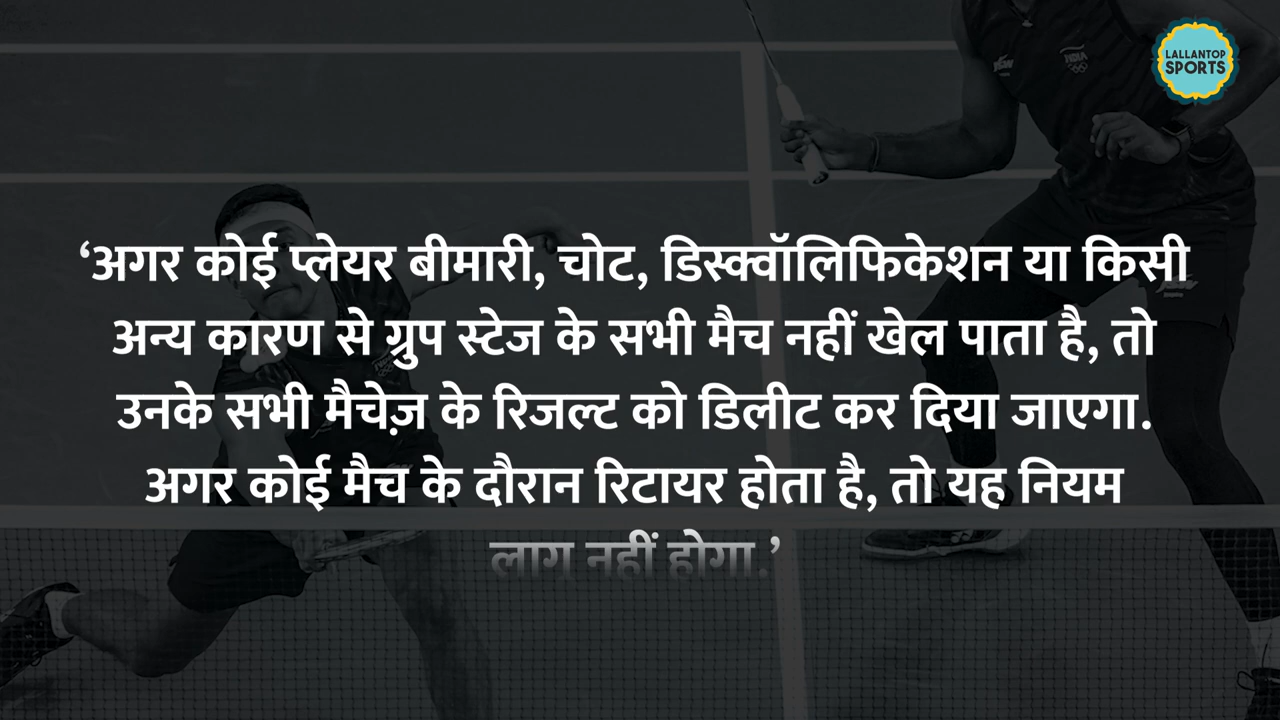 LALLANTOP
SPORTS
‘अगर कोई प्लेयर बीमारी, चोट, डिस्क्वॉलिफिकेशन या किसी
अन्य कारण से ग्रुप स्टेज के सभी मैच नहीं खेल पाता है, तो
उनके सभी मैचेज़ के रिजल्ट को डिलीट कर दिया जाएगा.
अगर कोई मैच के दौरान रिटायर होता है, तो यह नियम
लागू नहीं होगा.’